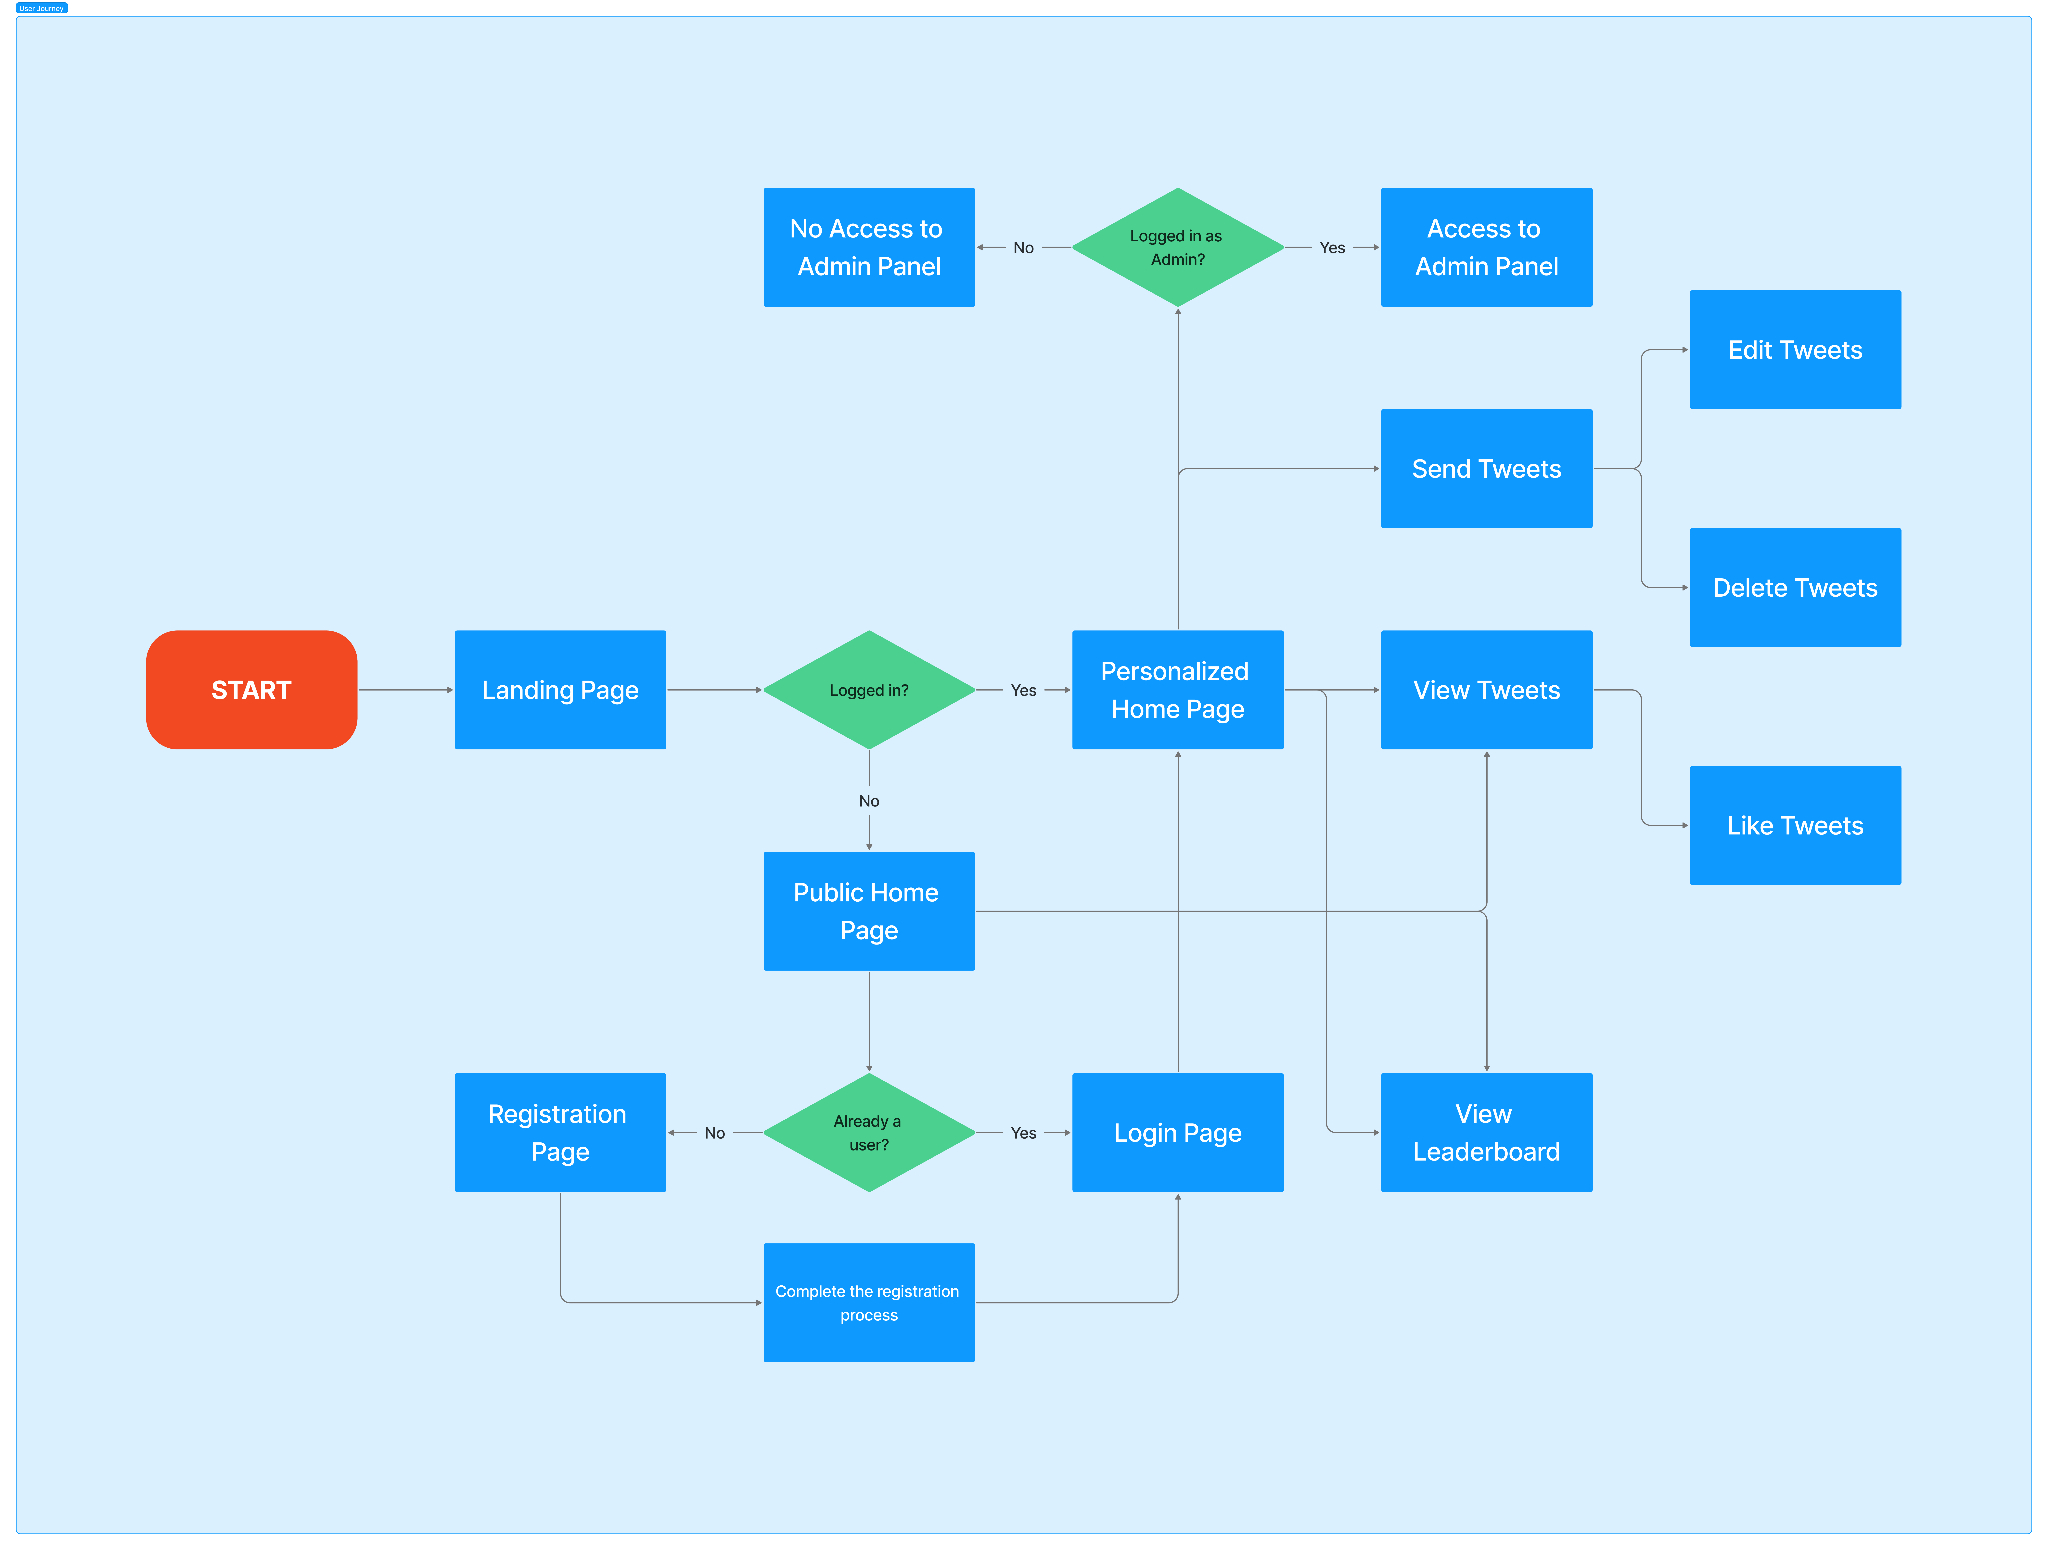 User Journey
No Access to
Admin Panel
No
Logged in as
Admin?
Yes
Access to
Admin Panel
Edit Tweets
Send Tweets
Delete Tweets
START
Landing Page
Logged in?
Yes
Personalized
Home Page
View Tweets
No
Like Tweets
Public Home
Page
Registration
Page
No
Already a
user?
Yes
Login Page
View
Leaderboard
Complete the registration
process